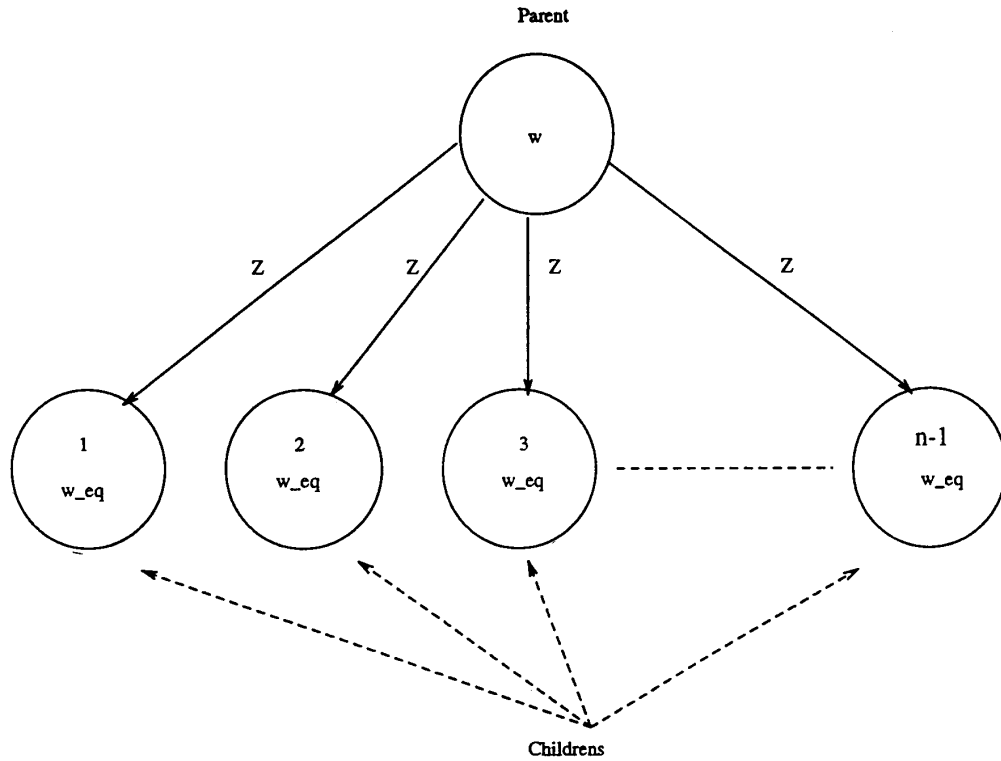 Parent
w
Z Z Z Z
1 2 3 n-1
w_eq w_eq w_eq w_eq
Childrens